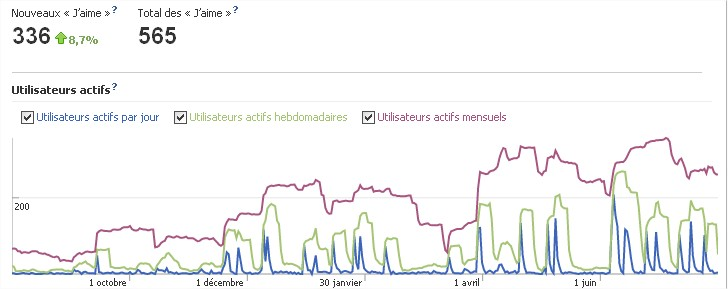 Nouveaux « J'aime » ? Total des « J'aime » ?
336 8,7% 565
Utilisateurs actifs ?
Utilisateurs actifs par jour Utilisateurs actifs hebdomadaires Utilisateurs actifs mensuels
200
1 octobre 1 décembre 30 janvier 1 avril 1 juin